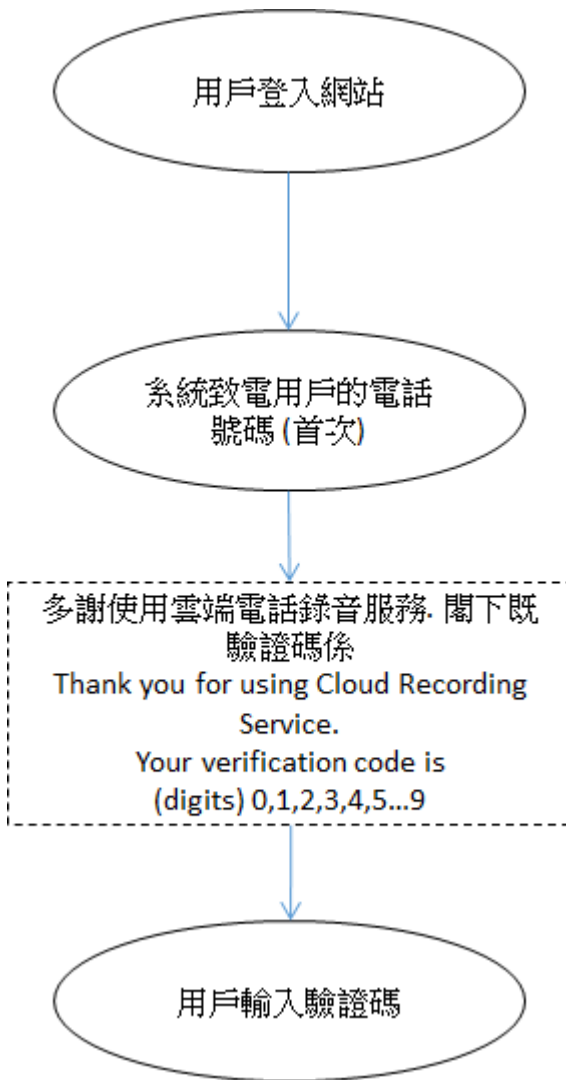 用戶登入網站
系統致電用戶的電話
號碼 (首次)
多謝使用雲端電話錄音服務. 閣下既
驗證碼係
Thank you for using Cloud Recording
Service.
Your verification code is
(digits) 0,1,2,3,4,5...9
用戶輸入驗證碼